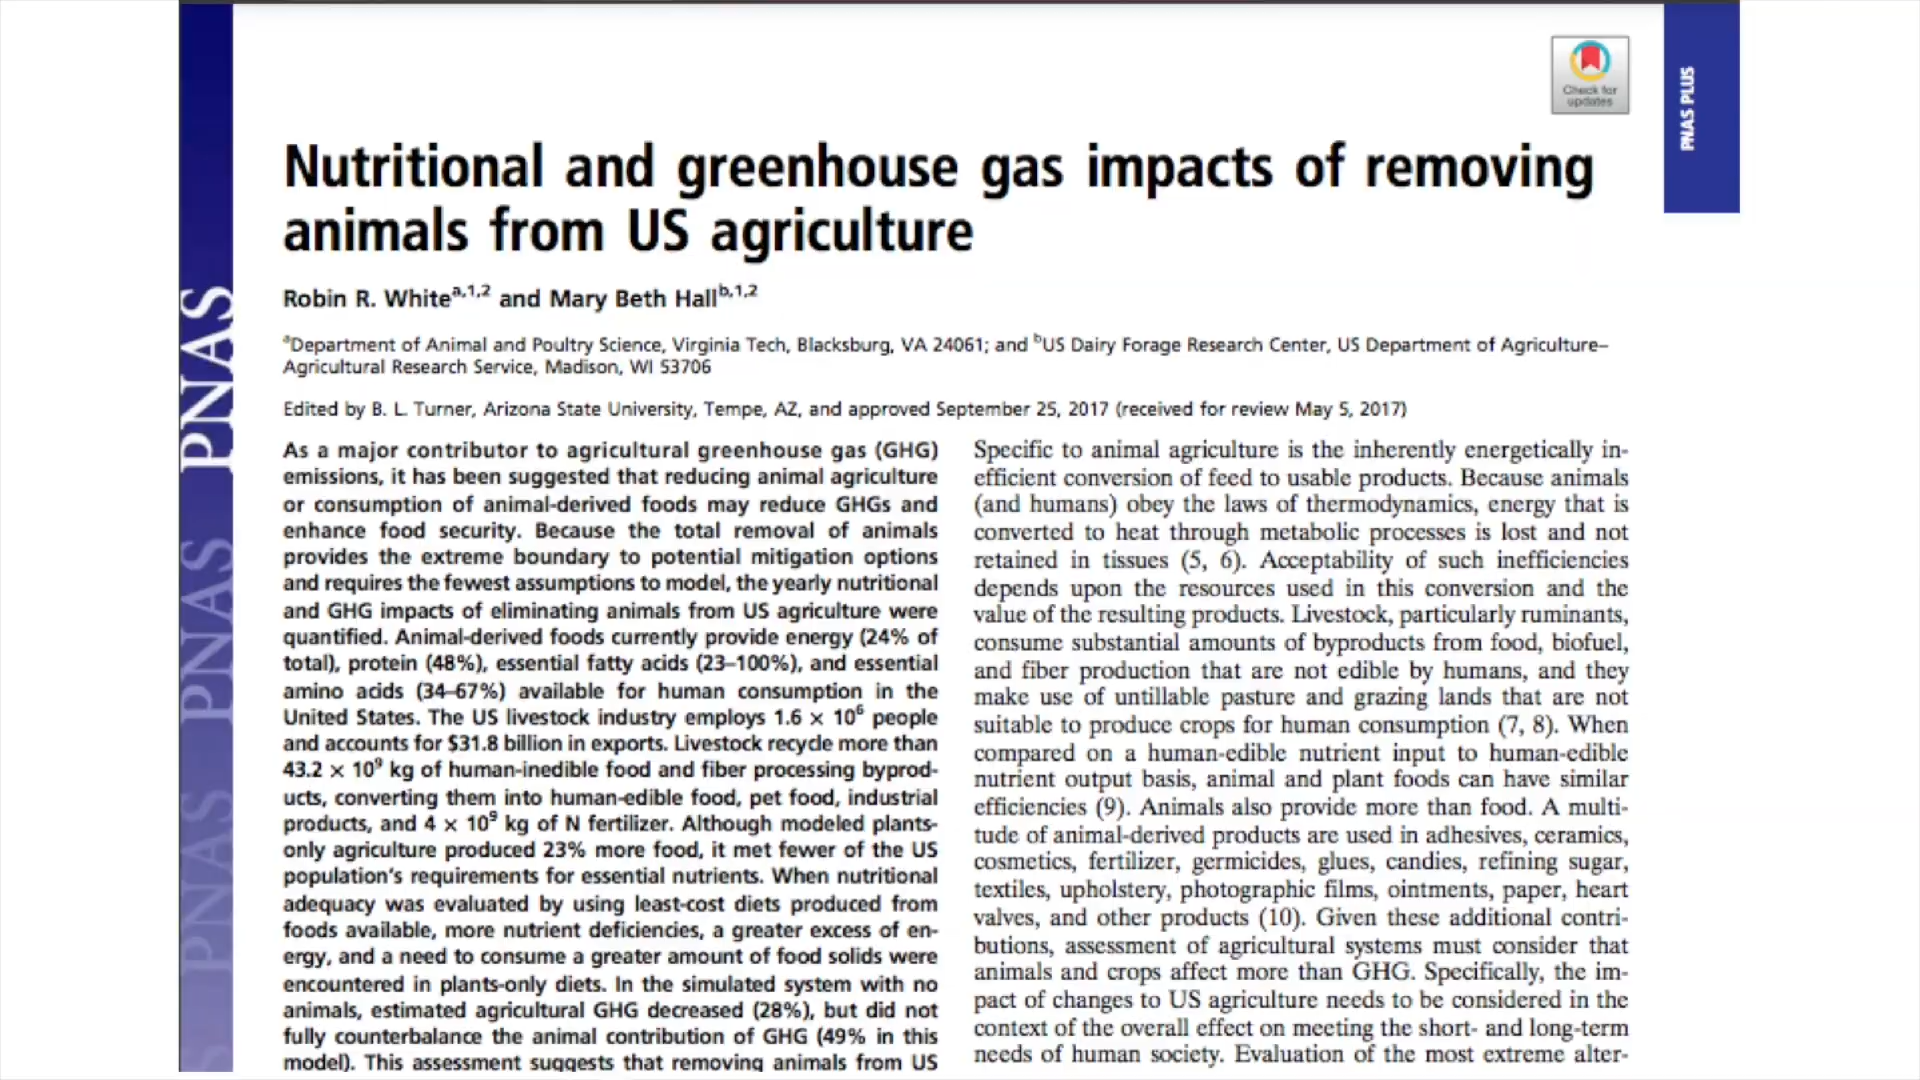 Check for
updates
PNAS PLUS
Nutritional and greenhouse gas impacts of removing
animals from US agriculture
Robin R. Whitea,1,2 and Mary Beth Hallb,1,2
aDepartment of Animal and Poultry Science, Virginia Tech, Blacksburg, VA 24061; and bUS Dairy Forage Research Center, US Department of Agriculture–
Agricultural Research Service, Madison, WI 53706
Edited by B. L. Turner, Arizona State University, Tempe, AZ, and approved September 25, 2017 (received for review May 5, 2017)
As a major contributor to agricultural greenhouse gas (GHG)
emissions, it has been suggested that reducing animal agriculture
or consumption of animal-derived foods may reduce GHGs and
enhance food security. Because the total removal of animals
provides the extreme boundary to potential mitigation options
and requires the fewest assumptions to model, the yearly nutritional
and GHG impacts of eliminating animals from US agriculture were
quantified. Animal-derived foods currently provide energy (24% of
total), protein (48%), essential fatty acids (23–100%), and essential
amino acids (34–67%) available for human consumption in the
United States. The US livestock industry employs 1.6 × 10⁶ people
and accounts for $31.8 billion in exports. Livestock recycle more than
43.2 × 10⁹ kg of human-inedible food and fiber processing byprod-
ucts, converting them into human-edible food, pet food, industrial
products, and 4 × 10⁹ kg of N fertilizer. Although modeled plants-
only agriculture produced 23% more food, it met fewer of the US
population's requirements for essential nutrients. When nutritional
adequacy was evaluated by using least-cost diets produced from
foods available, more nutrient deficiencies, a greater excess of en-
ergy, and a need to consume a greater amount of food solids were
encountered in plants-only diets. In the simulated system with no
animals, estimated agricultural GHG decreased (28%), but did not
fully counterbalance the animal contribution of GHG (49% in this
model). This assessment suggests that removing animals from US
Specific to animal agriculture is the inherently energetically in-
efficient conversion of feed to usable products. Because animals
(and humans) obey the laws of thermodynamics, energy that is
converted to heat through metabolic processes is lost and not
retained in tissues (5, 6). Acceptability of such inefficiencies
depends upon the resources used in this conversion and the
value of the resulting products. Livestock, particularly ruminants,
consume substantial amounts of byproducts from food, biofuel,
and fiber production that are not edible by humans, and they
make use of untillable pasture and grazing lands that are not
suitable to produce crops for human consumption (7, 8). When
compared on a human-edible nutrient input to human-edible
nutrient output basis, animal and plant foods can have similar
efficiencies (9). Animals also provide more than food. A multi-
tude of animal-derived products are used in adhesives, ceramics,
cosmetics, fertilizer, germicides, glues, candies, refining sugar,
textiles, upholstery, photographic films, ointments, paper, heart
valves, and other products (10). Given these additional contri-
butions, assessment of agricultural systems must consider that
animals and crops affect more than GHG. Specifically, the im-
pact of changes to US agriculture needs to be considered in the
context of the overall effect on meeting the short- and long-term
needs of human society. Evaluation of the most extreme alter-
PNAS
PNAS
PNAS